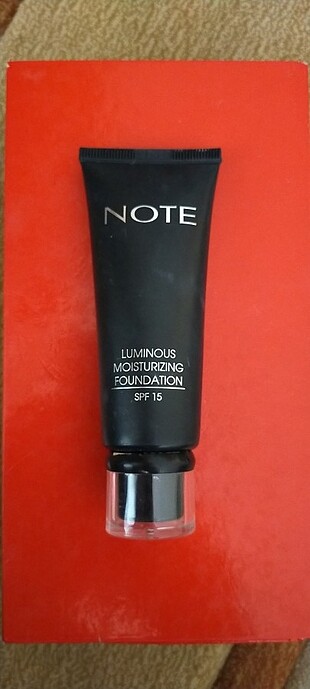 NOTE
LUMINOUS
MOISTURIZING
FOUNDATION
SPF 15